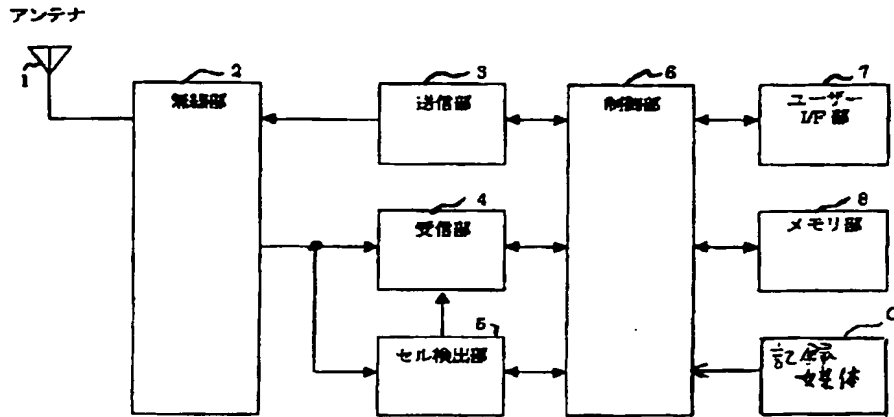 アンテナ
1
2
無線部
3
送信部
4
受信部
5
セル検出部
6
制御部
7
ユーザー
I/F部
8
メモリ部
記録
媒体